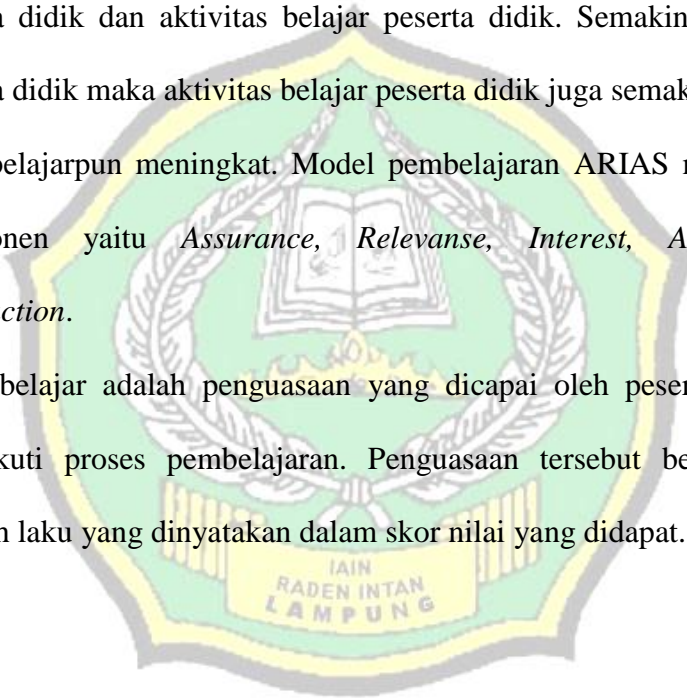 a didik dan aktivitas belajar peserta didik. Semakin
a didik maka aktivitas belajar peserta didik juga semak
belajarpun meningkat. Model pembelajaran ARIAS
onen yaitu Assurance, Relevanse, Interest, A
ction.
belajar adalah penguasaan yang dicapai oleh peser
kuti proses pembelajaran. Penguasaan tersebut be
h laku yang dinyatakan dalam skor nilai yang didapat.
IAIN
RADEN INTAN
LAMPUNG